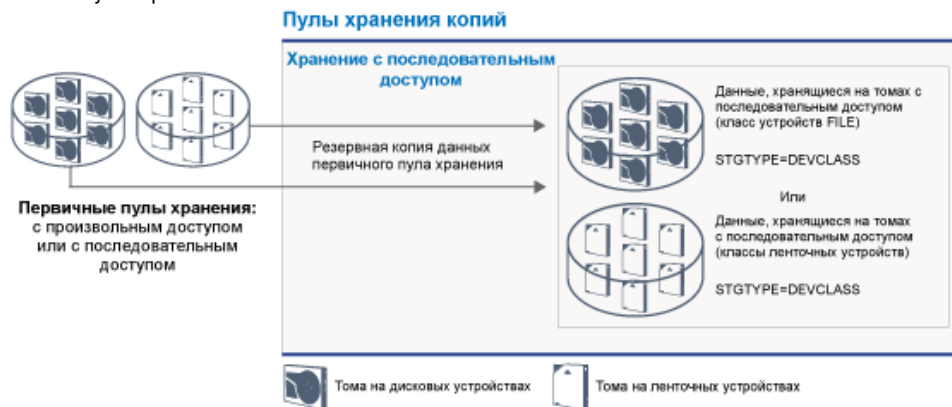 Пулы хранения копий
Хранение с последовательным
доступом
Данные, хранящиеся на томах с
последовательным доступом
(класс устройств FILE)
STGTYPE=DEVCLASS
Резервная копия данных
первичного пула хранения
Или
Первичные пулы хранения:
с произвольным доступом
или с последовательным
доступом
Данные, хранящиеся на томах
с последовательным доступом
(классы ленточных устройств)
STGTYPE=DEVCLASS
Тома на дисковых устройствах
Тома на ленточных устройствах